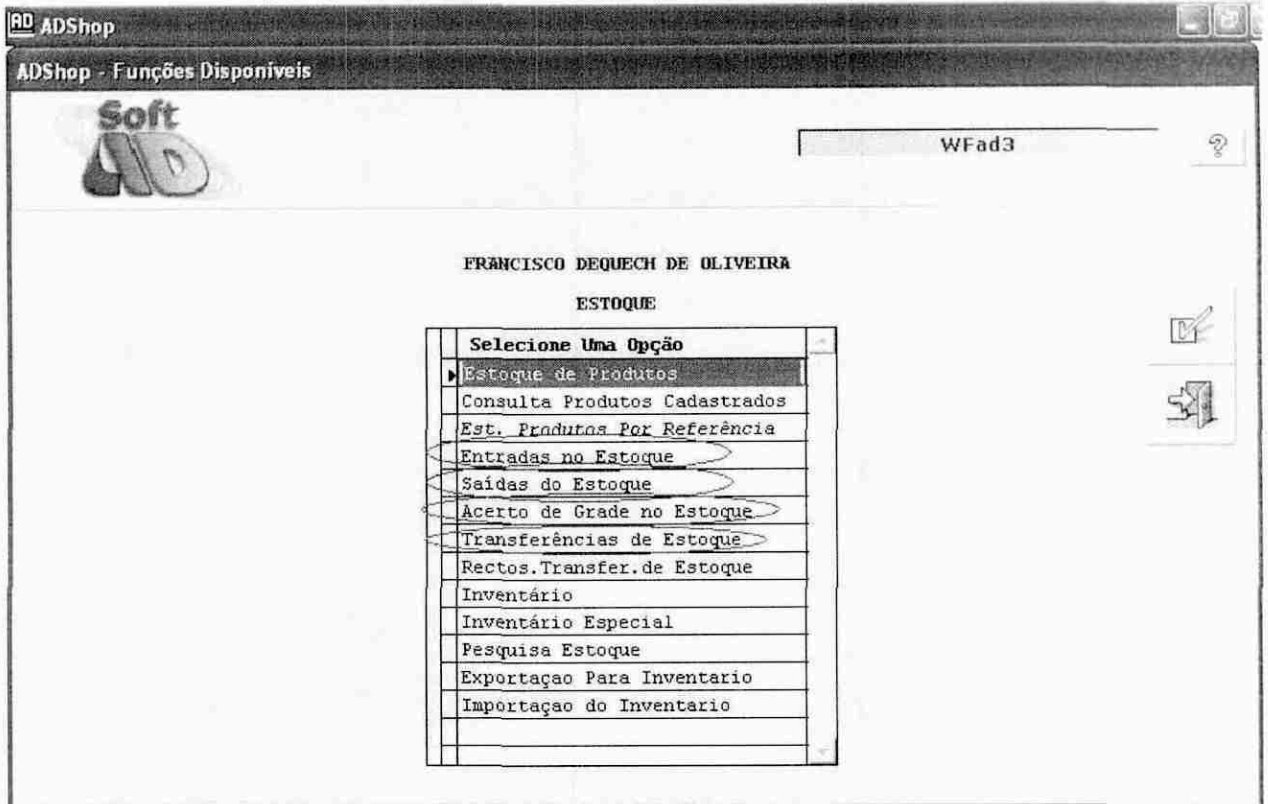 AD ADShop
ADShop - Funções Disponíveis
Soft
AD
WFad3
?
FRANCISCO DEQUECH DE OLIVEIRA
ESTOQUE
Selecione Uma Opção
Estoque de Produtos
Consulta Produtos Cadastrados
Est. Produtos Por Referência
Entradas no Estoque
Saídas do Estoque
Acerto de Grade no Estoque
Transferências de Estoque
Rectos.Transfer.de Estoque
Inventário
Inventário Especial
Pesquisa Estoque
Exportaçao Para Inventario
Importaçao do Inventario